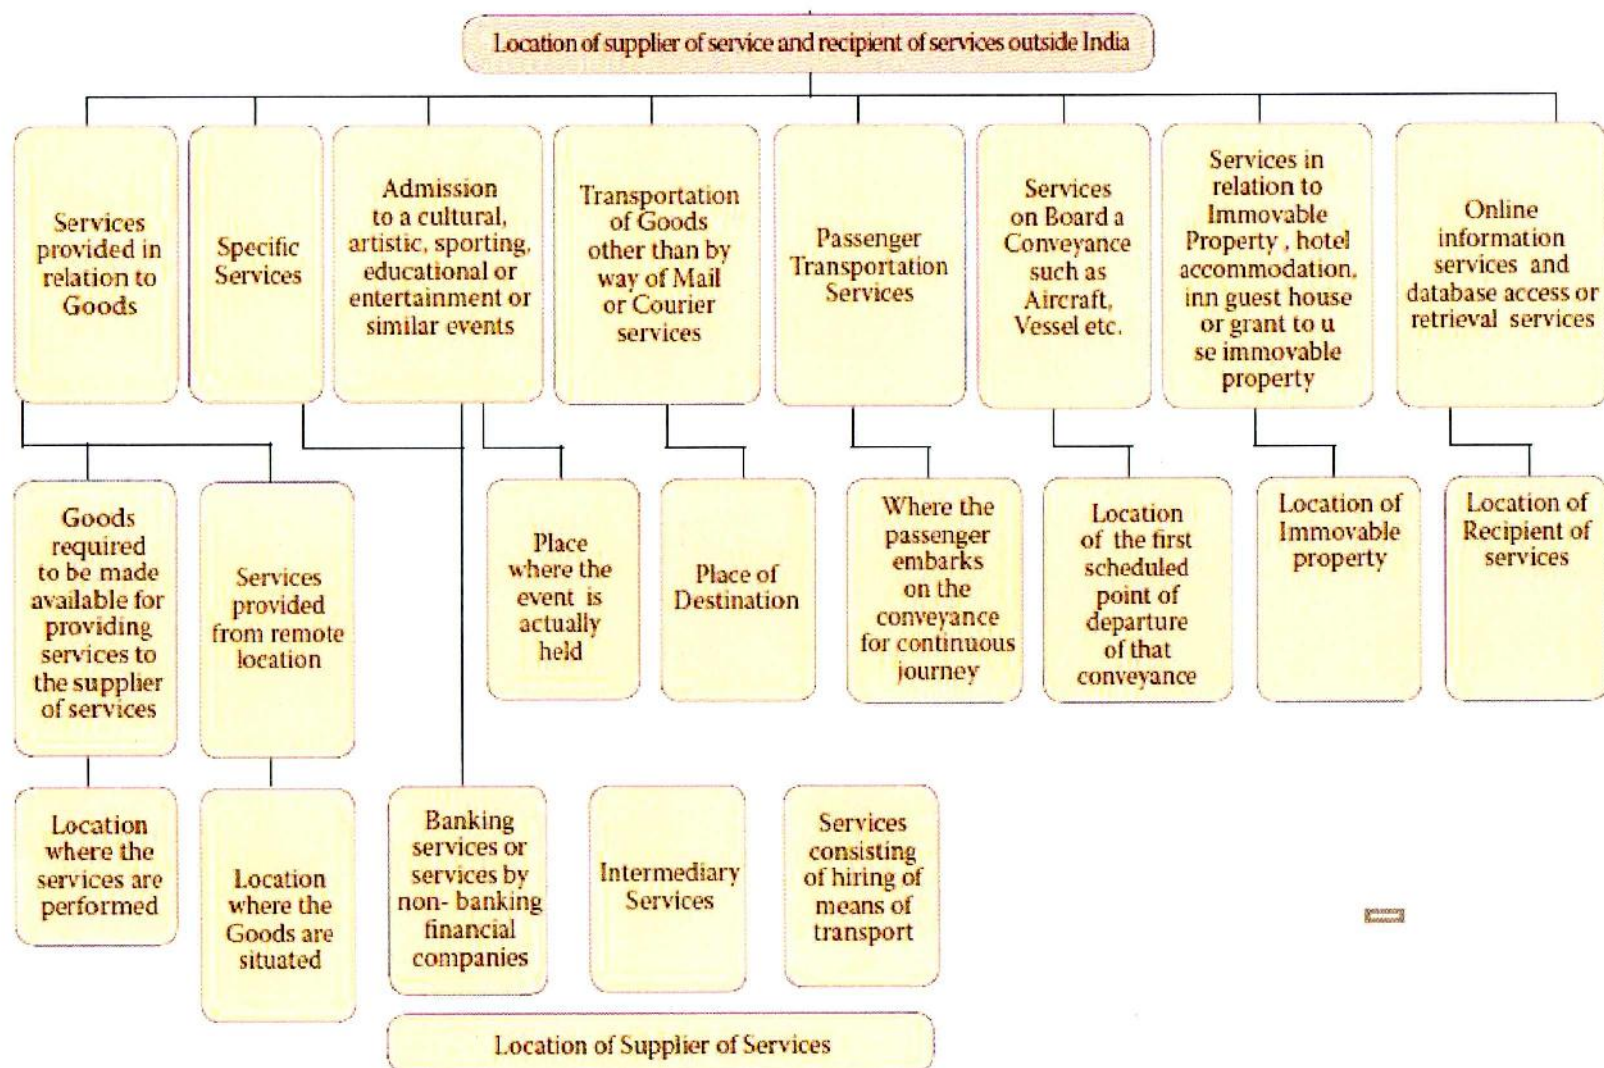 Location of supplier of service and recipient of services outside India
Services
provided in
relation to
Goods
Specific
Services
Admission
to a cultural,
artistic, sporting,
educational or
entertainment or
similar events
Transportation
of Goods
other than by
way of Mail
or Courier
services
Passenger
Transportation
Services
Services
on Board a
Conveyance
such as
Aircraft,
Vessel etc.
Services in
relation to
Immovable
Property , hotel
accommodation,
inn guest house
or grant to u
se immovable
property
Online
information
services and
database access or
retrieval services
Goods
required
to be made
available for
providing
services to
the supplier
of services
Services
provided
from remote
location
Place
where the
event is
actually
held
Place of
Destination
Where the
passenger
embarks
on the
conveyance
for continuous
journey
Location
of the first
scheduled
point of
departure
of that
conveyance
Location of
Immovable
property
Location of
Recipient of
services
Location
where the
services are
performed
Location
where the
Goods are
situated
Banking
services or
services by
non- banking
financial
companies
Intermediary
Services
Services
consisting
of hiring of
means of
transport
Location of Supplier of Services